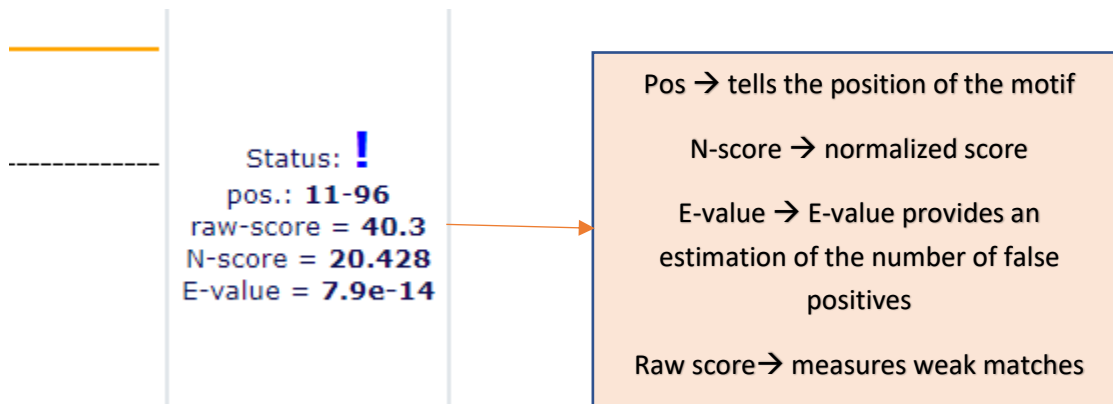 Status: !
pos.: 11-96
raw-score = 40.3
N-score = 20.428
E-value = 7.9e-14
Pos → tells the position of the motif
N-score → normalized score
E-value → E-value provides an
estimation of the number of false
positives
Raw score→ measures weak matches